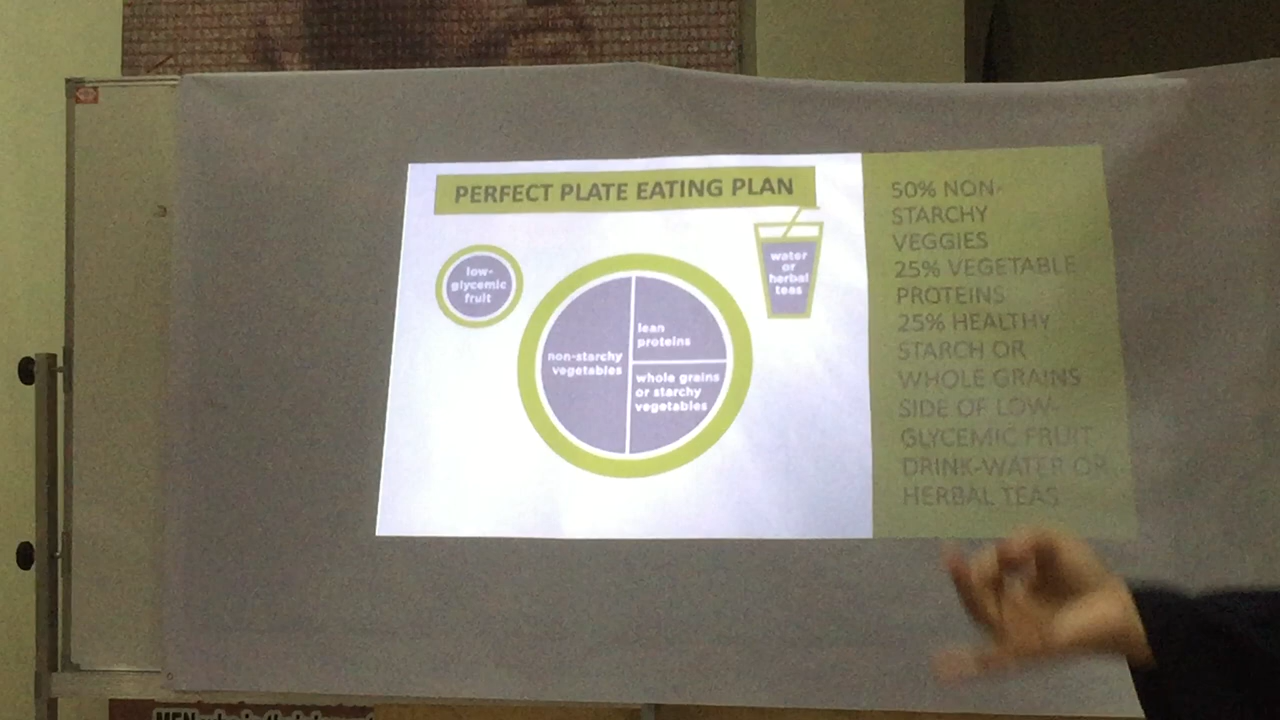 PERFECT PLATE EATING PLAN
low-
glycemic
fruit
water
or
herbal
teas
non-starchy
vegetables
lean
proteins
whole grains
or starchy
vegetables
50% NON-
STARCHY
VEGGIES
25% VEGETABLE
PROTEINS
25% HEALTHY
STARCH OR
WHOLE GRAINS
SIDE OF LOW-
GLYCEMIC FRUIT
DRINK-WATER OR
HERBAL TEAS